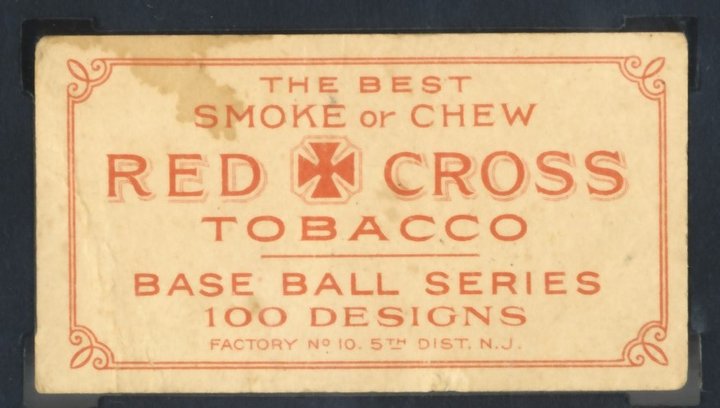 THE BEST
SMOKE or CHEW
RED CROSS
TOBACCO
BASE BALL SERIES
100 DESIGNS
FACTORY No 10. 5TH DIST. N.J.